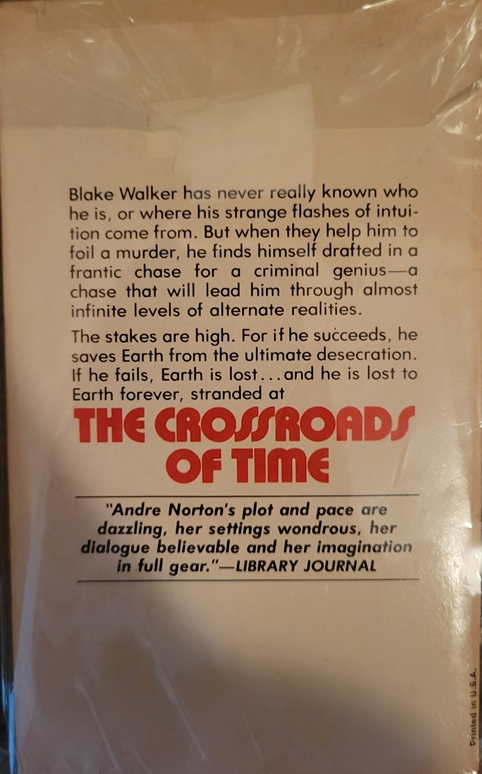 Blake Walker has never really known who
he is, or where his strange flashes of intui-
tion come from. But when they help him to
foil a murder, he finds himself drafted in a
frantic chase for a criminal genius—a
chase that will lead him through almost
infinite levels of alternate realities.
The stakes are high. For if he succeeds, he
saves Earth from the ultimate desecration.
If he fails, Earth is lost...and he is lost to
Earth forever, stranded at
THE CROSSROADS
OF TIME
"Andre Norton's plot and pace are
dazzling, her settings wondrous, her
dialogue believable and her imagination
in full gear."—LIBRARY JOURNAL
Printed in U.S.A.